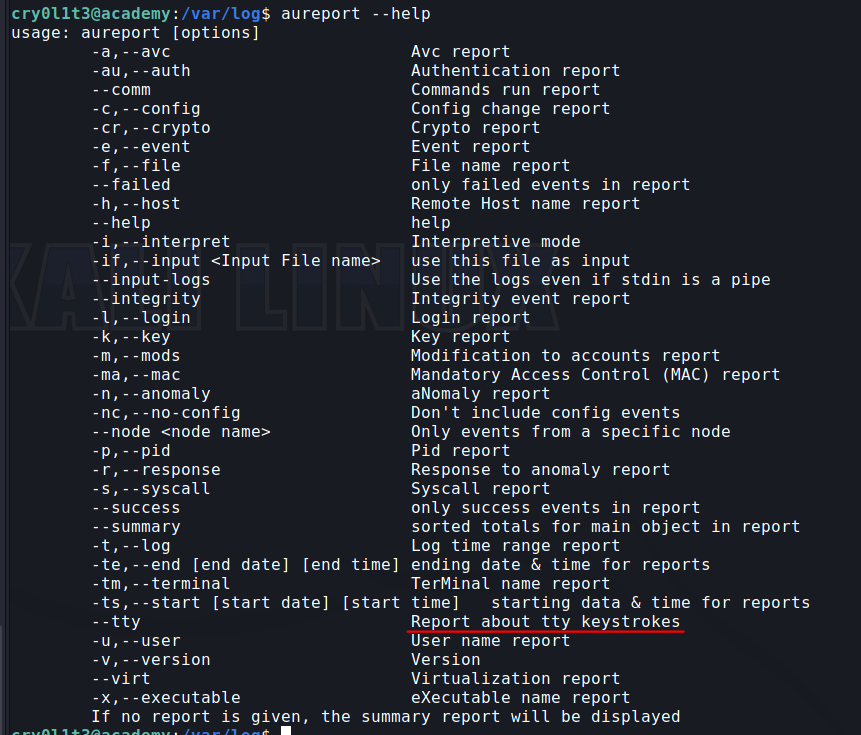 cry0l1t3@academy:/var/log$ aureport --help
usage: aureport [options]
-a,--avc Avc report
-au,--auth Authentication report
--comm Commands run report
-c,--config Config change report
-cr,--crypto Crypto report
-e,--event Event report
-f,--file File name report
--failed only failed events in report
-h,--host Remote Host name report
--help help
-i,--interpret Interpretive mode
-if,--input <Input File name> use this file as input
--input-logs Use the logs even if stdin is a pipe
--integrity Integrity event report
-l,--login Login report
-k,--key Key report
-m,--mods Modification to accounts report
-ma,--mac Mandatory Access Control (MAC) report
-n,--anomaly aNomaly report
-nc,--no-config Don't include config events
--node <node name> Only events from a specific node
-p,--pid Pid report
-r,--response Response to anomaly report
-s,--syscall Syscall report
--success only success events in report
--summary sorted totals for main object in report
-t,--log Log time range report
-te,--end [end date] [end time] ending date & time for reports
-tm,--terminal TerMinal name report
-ts,--start [start date] [start time] starting data & time for reports
--tty Report about tty keystrokes
-u,--user User name report
-v,--version Version
--virt Virtualization report
-x,--executable eXecutable name report
If no report is given, the summary report will be displayed
cry0l1t3@academy:/var/log$
KALI LINUX